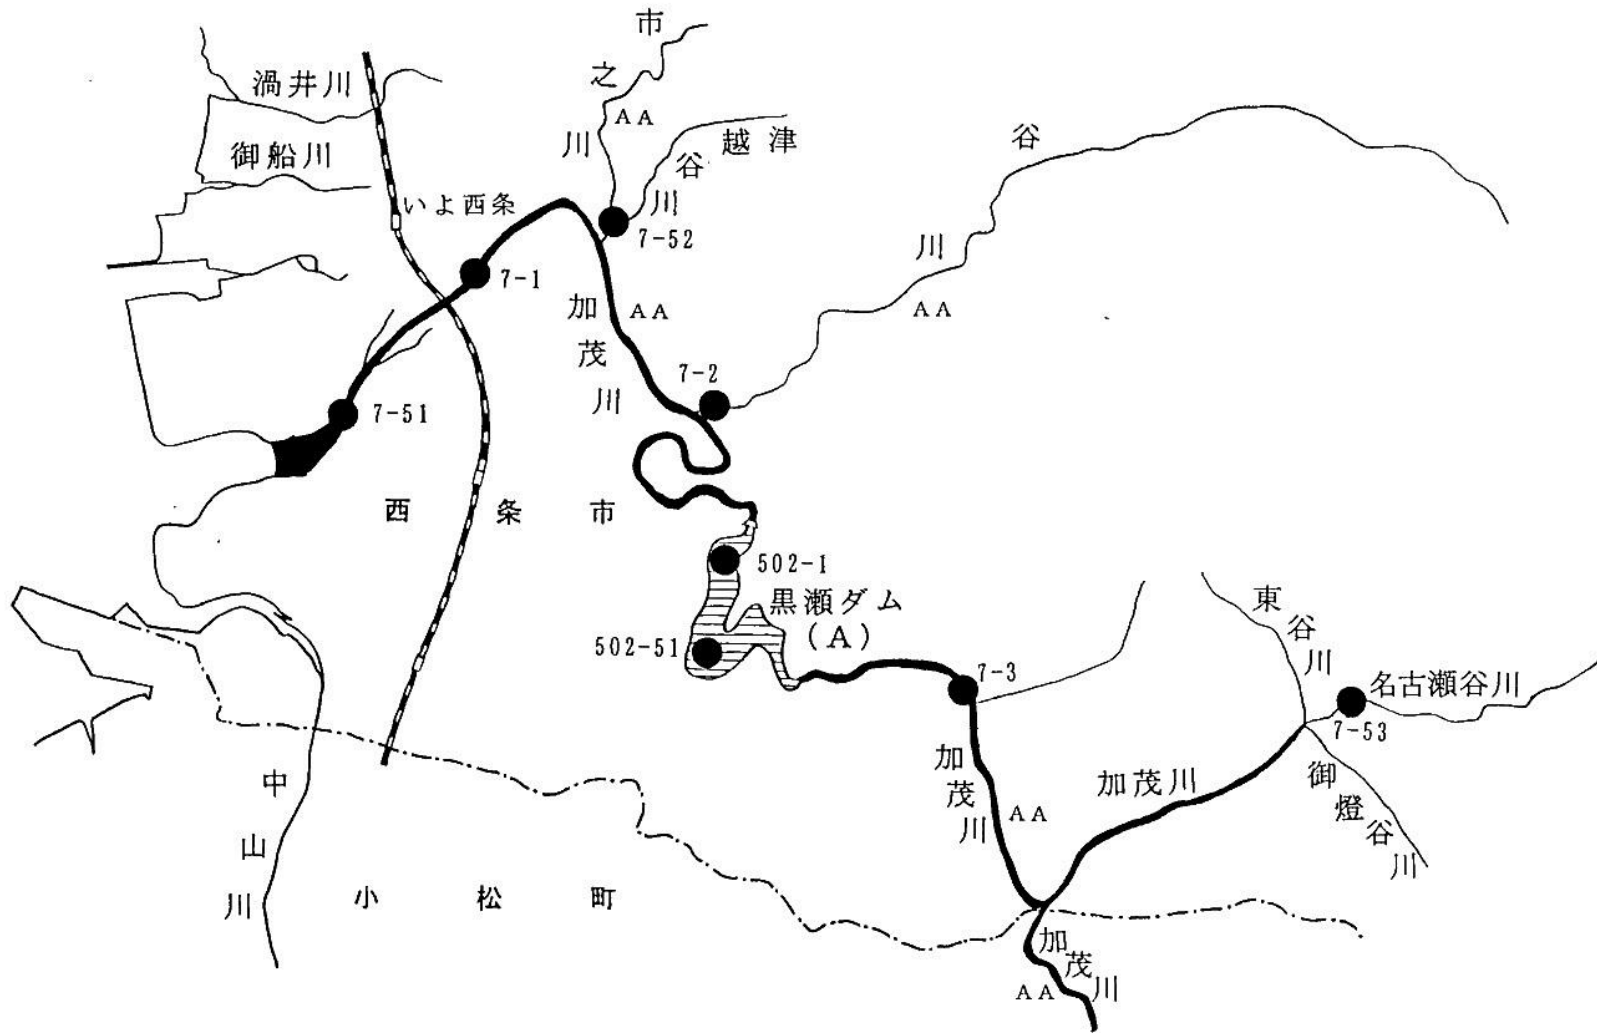 渦井川
御船川
いよ西条
市之川
AA
越津谷川
7-52
7-1
谷川
AA
加茂川
AA
7-2
7-51
西条市
502-1
黒瀬ダム
(A)
502-51
7-3
東谷川
名古瀬谷川
7-53
御燈谷川
加茂川
加茂川
AA
中山川
小松町
加茂川
AA